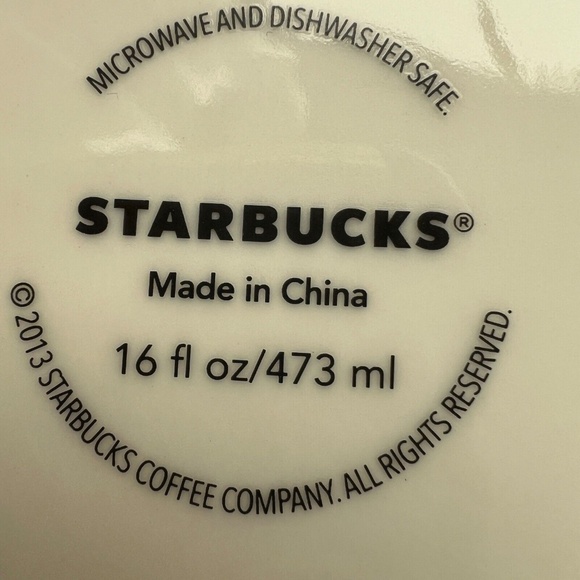 MICROWAVE AND DISHWASHER SAFE.
STARBUCKS®
Made in China
16 fl oz/473 ml
© 2013 STARBUCKS COFFEE COMPANY. ALL RIGHTS RESERVED.